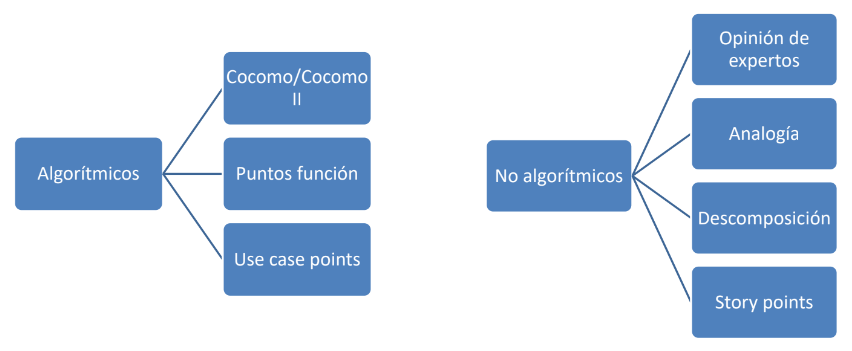 Algorítmicos
Cocomo/Cocomo
II
Puntos función
Use case points
No algorítmicos
Opinión de
expertos
Analogía
Descomposición
Story points